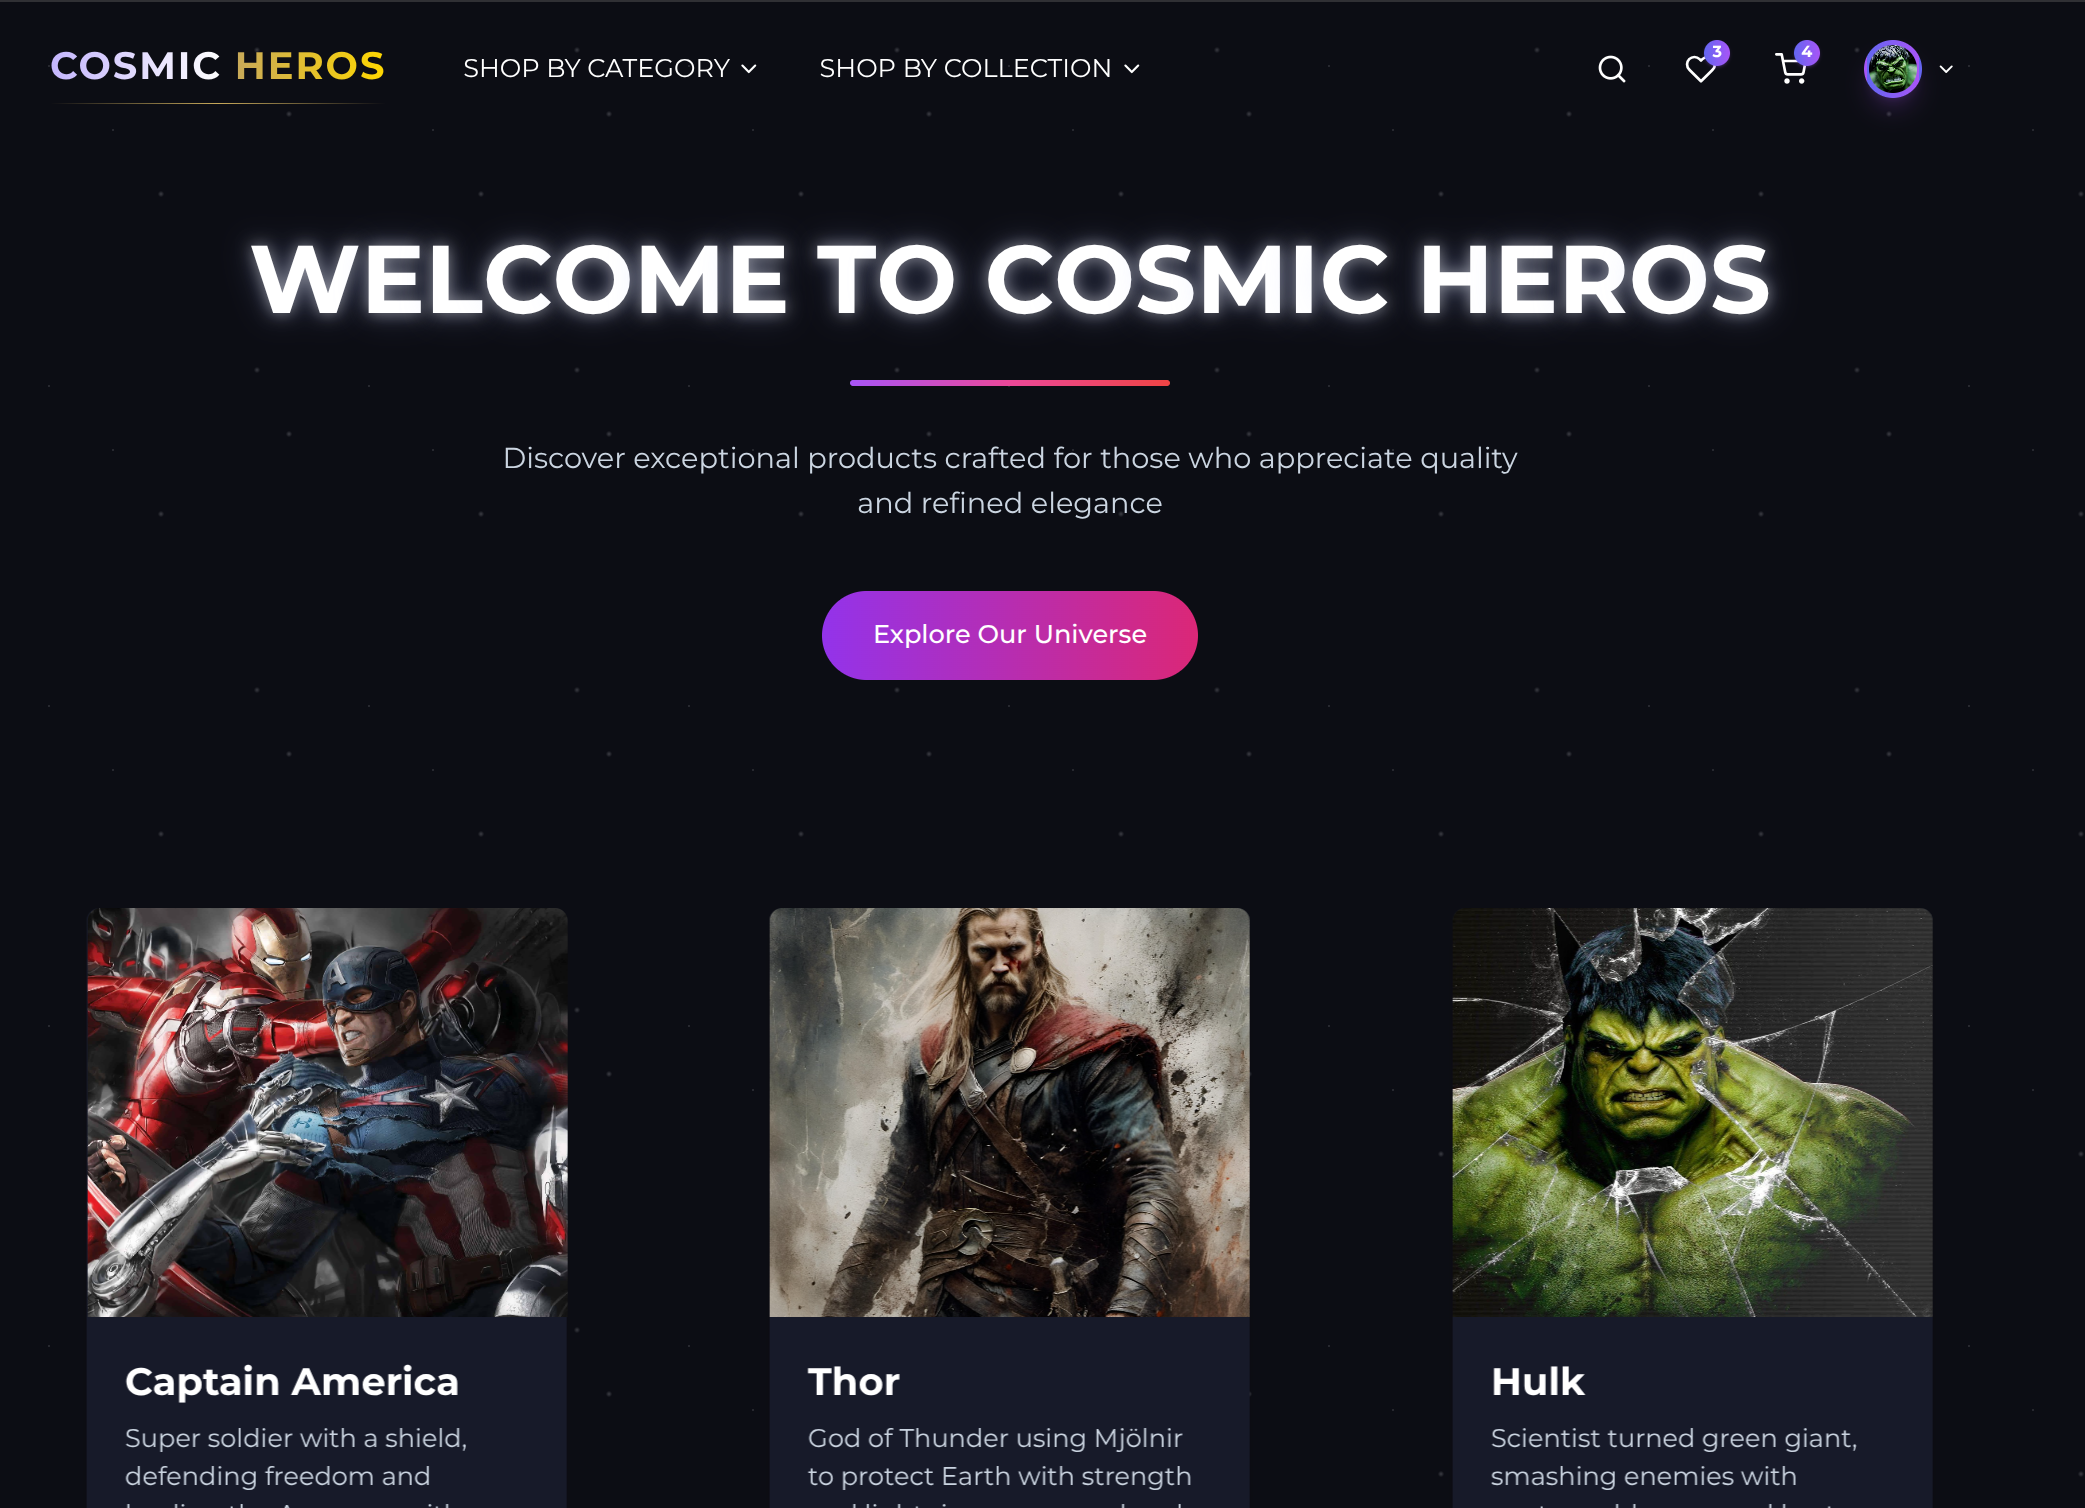 COSMIC HEROS
SHOP BY CATEGORY
SHOP BY COLLECTION
3
4
WELCOME TO COSMIC HEROS
Discover exceptional products crafted for those who appreciate quality
and refined elegance
Explore Our Universe
Captain America
Super soldier with a shield,
defending freedom and
Thor
God of Thunder using Mjölnir
to protect Earth with strength
Hulk
Scientist turned green giant,
smashing enemies with